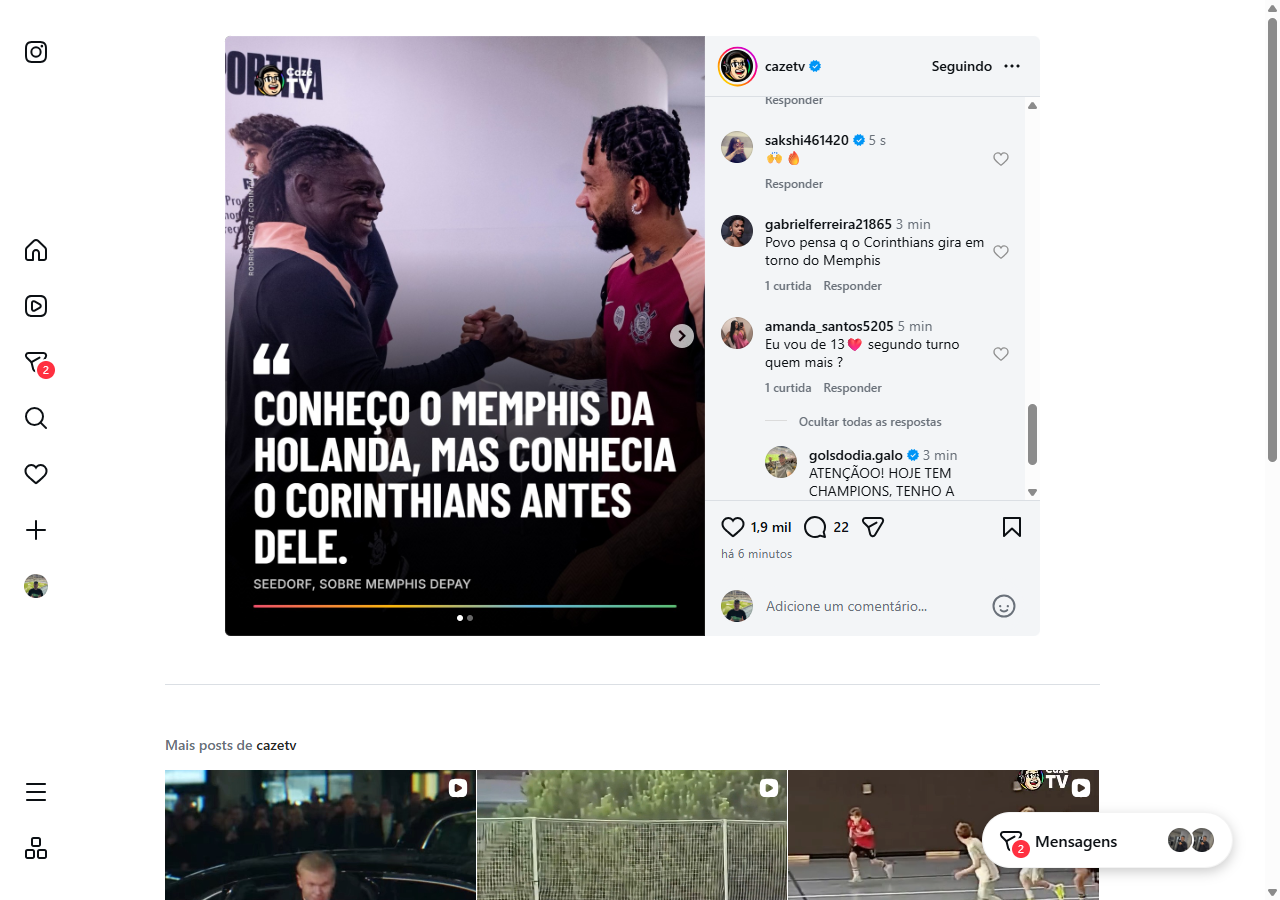 Cazé
TV
cazetv
Seguindo
Responder
sakshi461420 5 s
🙌🔥
Responder
gabrielferreira21865 3 min
Povo pensa q o Corinthians gira em
torno do Memphis
1 curtida Responder
amanda_santos5205 5 min
Eu vou de 13❤️ segundo turno
quem mais ?
1 curtida Responder
Ocultar todas as respostas
golsdodia.galo 3 min
ATENÇÃOO! HOJE TEM
CHAMPIONS, TENHO A
“
CONHEÇO O MEMPHIS DA
HOLANDA, MAS CONHECIA
O CORINTHIANS ANTES
DELE.
SEEDORF, SOBRE MEMPHIS DEPAY
1,9 mil 22
há 6 minutos
Adicione um comentário...
2
Mais posts de cazetv
TV
2
Mensagens